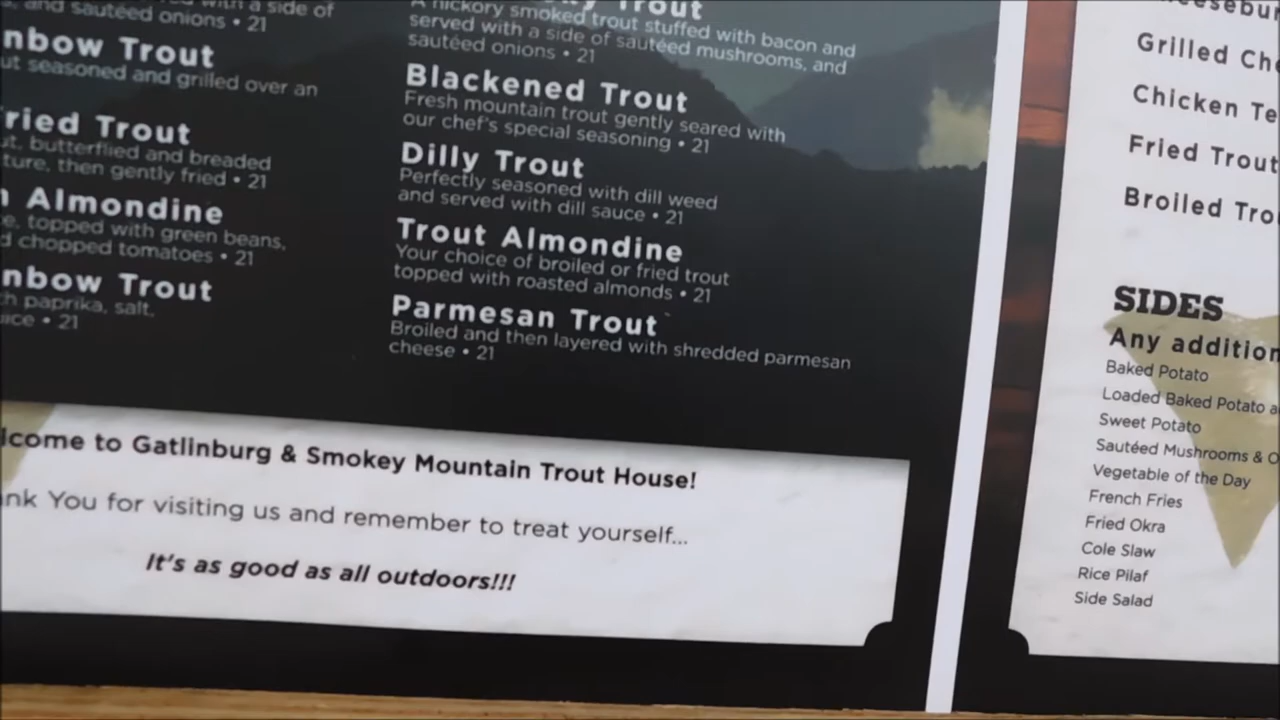 and sautéed onions • 21
Trout
seasoned and grilled over an
Trout
butterflied and breaded
then gently fried • 21
Almondine
topped with green beans,
chopped tomatoes • 21
Trout
paprika, salt,
• 21
Trout
A hickory smoked trout stuffed with bacon and
served with a side of sautéed mushrooms, and
sautéed onions • 21
Blackened Trout
Fresh mountain trout gently seared with
our chef's special seasoning • 21
Dilly Trout
Perfectly seasoned with dill weed
and served with dill sauce • 21
Trout Almondine
Your choice of broiled or fried trout
topped with roasted almonds • 21
Parmesan Trout
Broiled and then layered with shredded parmesan
cheese • 21
lcome to Gatlinburg & Smokey Mountain Trout House!
nk You for visiting us and remember to treat yourself...
It's as good as all outdoors!!!
Grilled Che
Chicken Te
Fried Trout
Broiled Tro
SIDES
Any addition
Baked Potato
Loaded Baked Potato a
Sweet Potato
Sautéed Mushrooms & O
Vegetable of the Day
French Fries
Fried Okra
Cole Slaw
Rice Pilaf
Side Salad